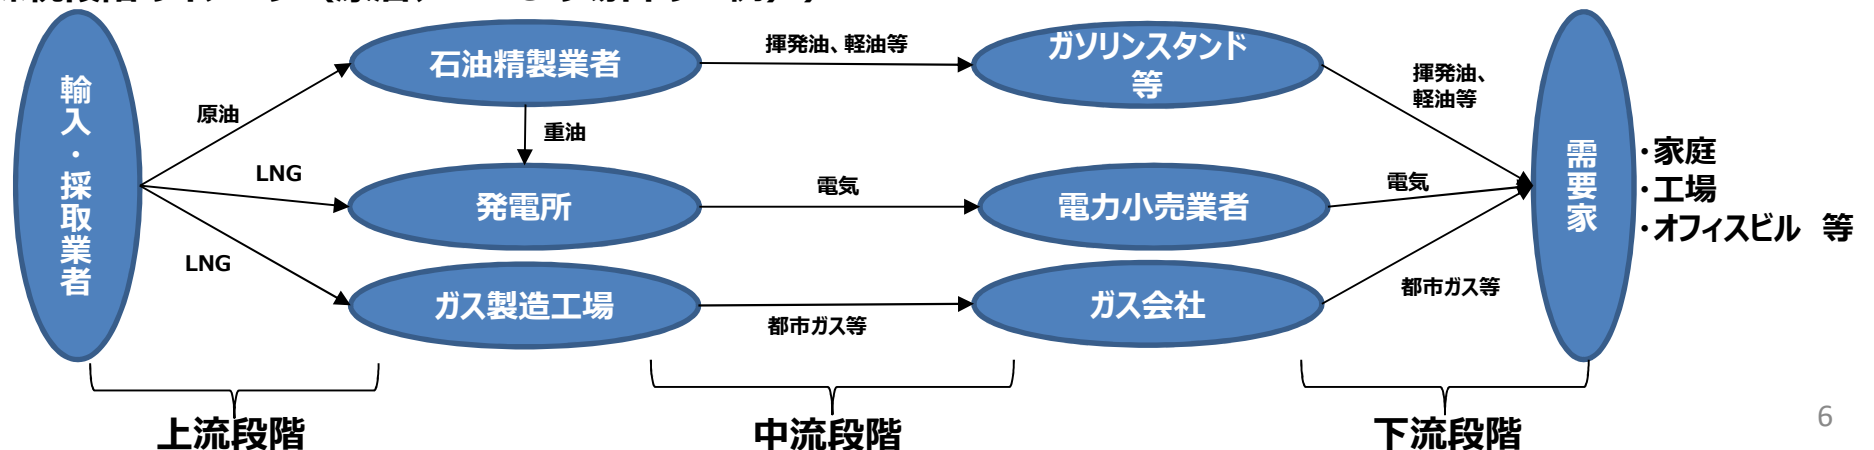 輸入・採取業者
原油
LNG
LNG
石油精製業者
重油
発電所
ガス製造工場
揮発油、軽油等
電気
都市ガス等
ガソリンスタンド
等
電力小売業者
ガス会社
揮発油、
軽油等
電気
都市ガス等
需要家
・家庭
・工場
・オフィスビル 等
上流段階
中流段階
下流段階
6